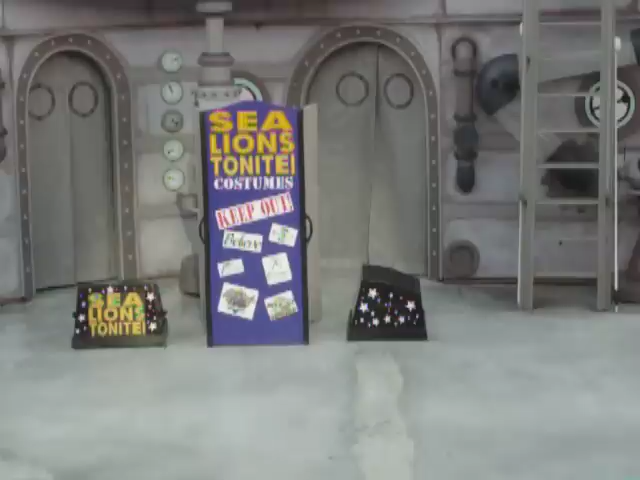 SEA
LIONS
TONITE!
COSTUMES
KEEP OUT!
Believe
SEA
LIONS
TONITE!